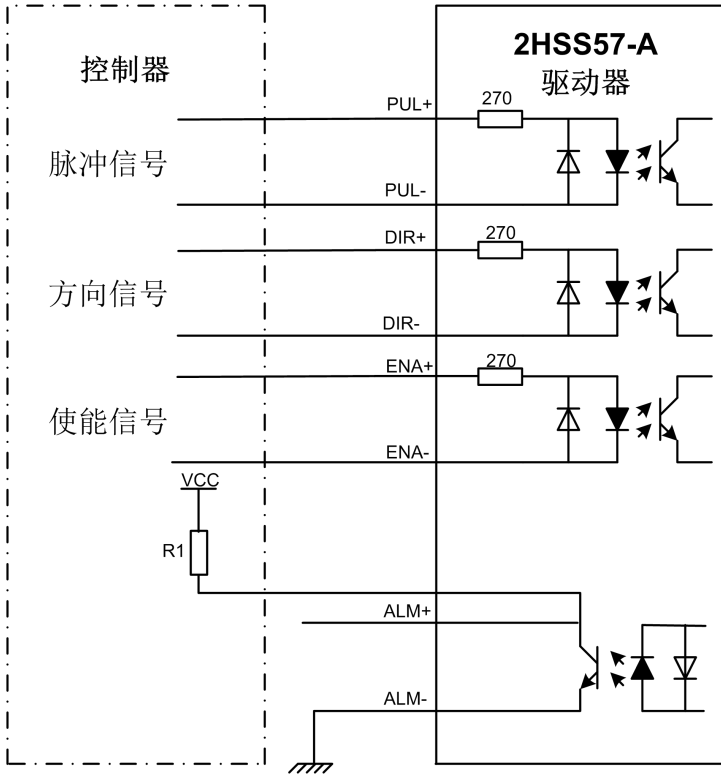 控制器
2HSS57-A
驱动器
PUL+
270
脉冲信号
PUL-
DIR+
270
方向信号
DIR-
ENA+
270
使能信号
ENA-
VCC
R1
ALM+
ALM-